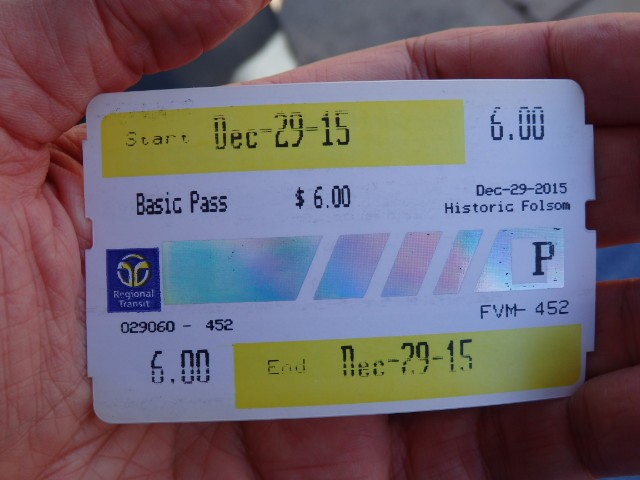 Start Dec-29-15 6.00
Basic Pass $ 6.00
Dec-29-2015
Historic Folsom
P
Regional
Transit
029060 - 452
FVM- 452
6.00 End Dec-29-15